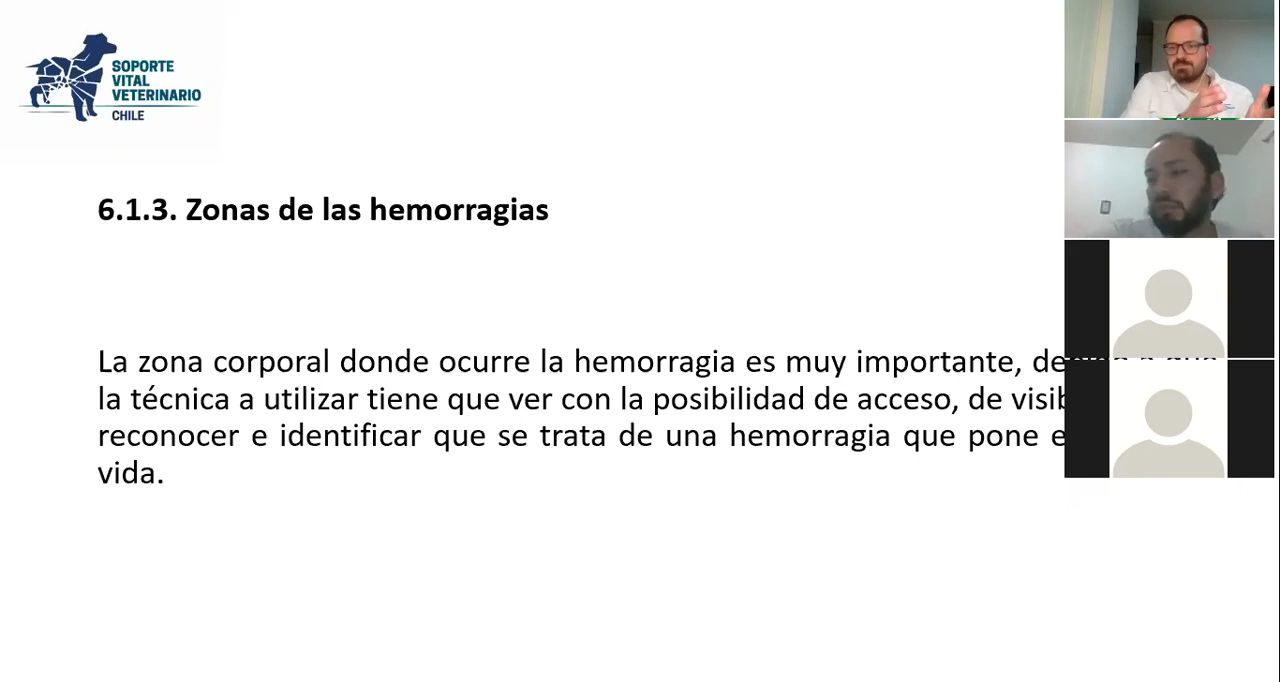 SOPORTE
VITAL
VETERINARIO
CHILE
6.1.3. Zonas de las hemorragias
La zona corporal donde ocurre la hemorragia es muy importante,
la técnica a utilizar tiene que ver con la posibilidad de acceso, de
reconocer e identificar que se trata de una hemorragia que pone
vida.